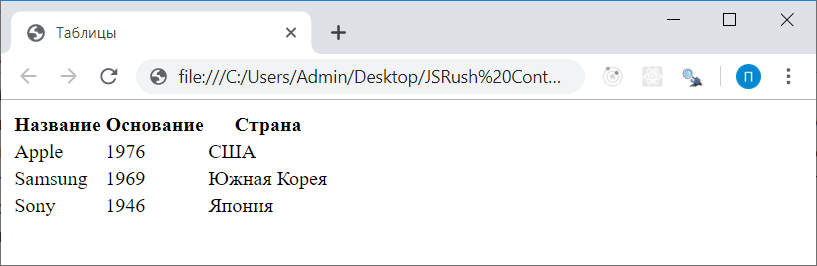 Таблицы
file:///C:/Users/Admin/Desktop/JSRush%20Cont...
П
Название Основание Страна
Apple 1976 США
Samsung 1969 Южная Корея
Sony 1946 Япония